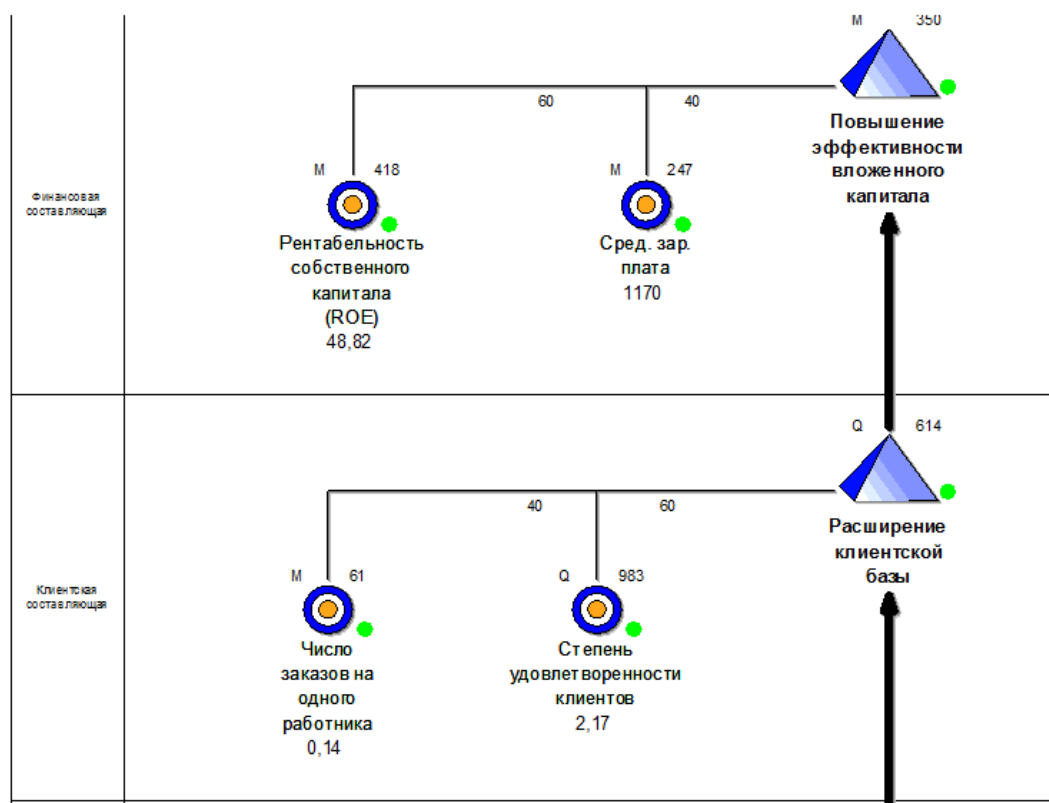 M 350
60 40
Повышение
эффективности
вложенного
капитала
Финансовая
составляющая
M 418
M 247
Рентабельность
собственного
капитала
(ROE)
48,82
Сред. зар.
плата
1170
Q 614
40 60
Расширение
клиентской
базы
Клиентская
составляющая
M 61
Q 983
Число
заказов на
одного
работника
0,14
Степень
удовлетворенности
клиентов
2,17